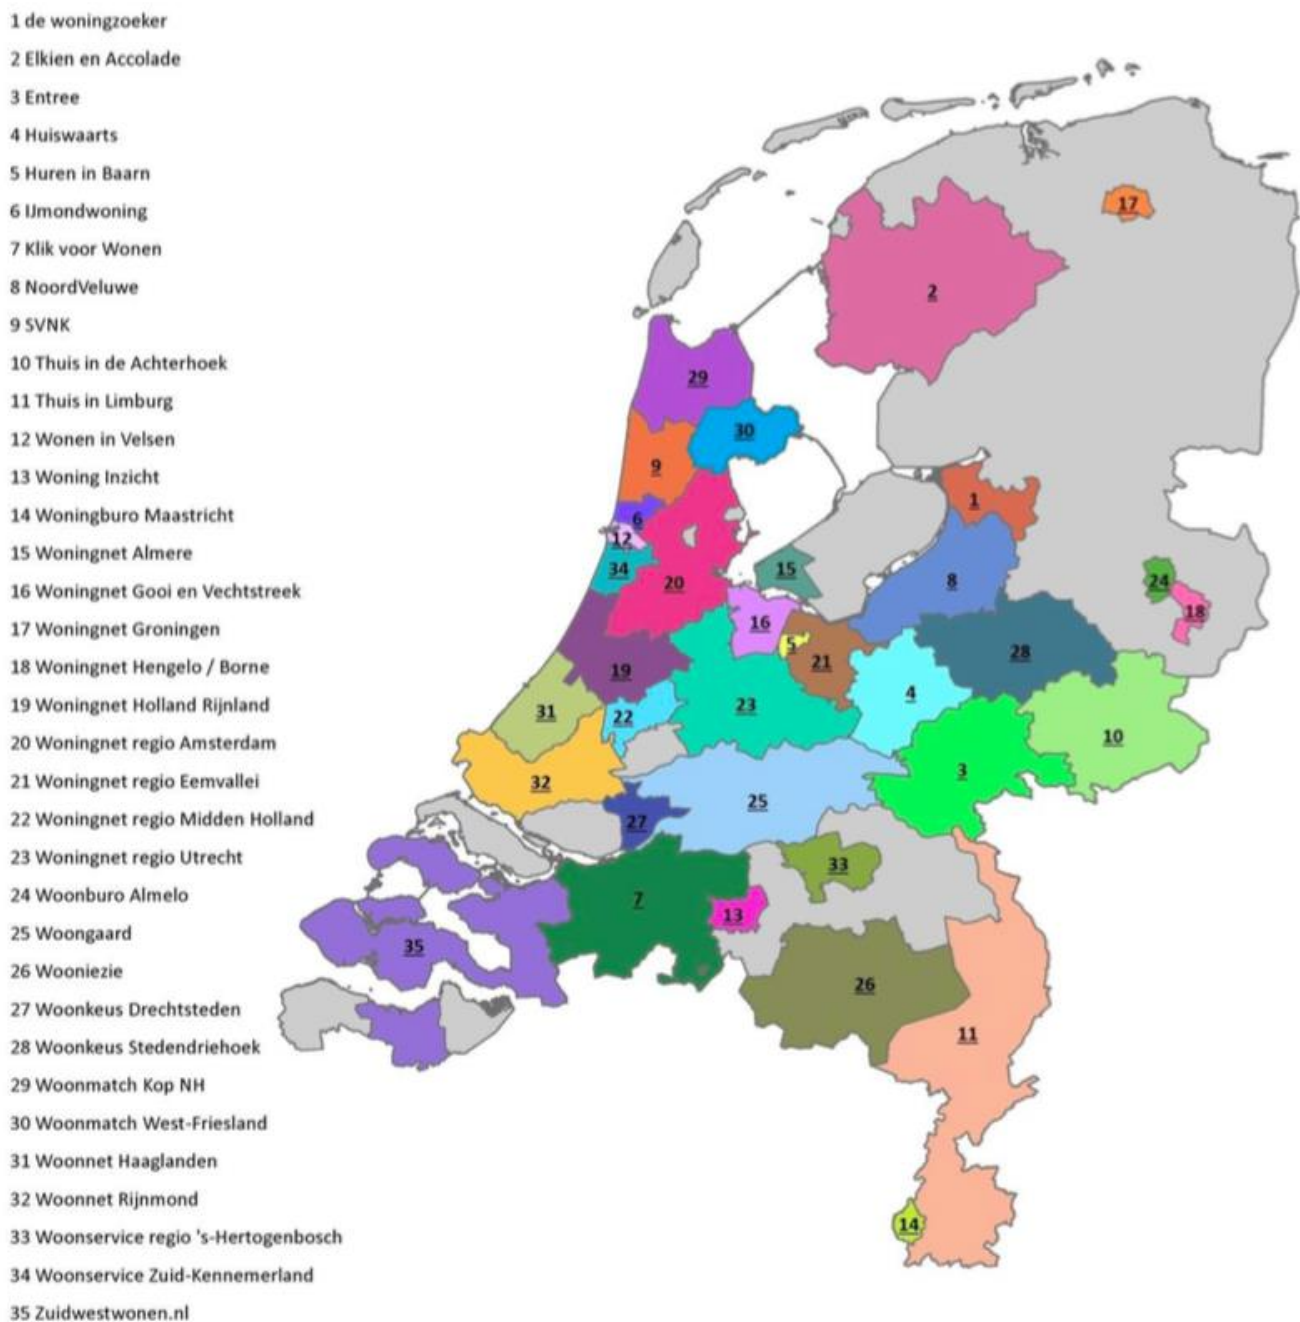 1 de woningzoeker
2 Elkien en Accolade
3 Entree
4 Huiswaarts
5 Huren in Baarn
6 IJmondwoning
7 Klik voor Wonen
8 NoordVeluwe
9 SVNK
10 Thuis in de Achterhoek
11 Thuis in Limburg
12 Wonen in Velsen
13 Woning Inzicht
14 Woningburo Maastricht
15 Woningnet Almere
16 Woningnet Gooi en Vechtstreek
17 Woningnet Groningen
18 Woningnet Hengelo / Borne
19 Woningnet Holland Rijnland
20 Woningnet regio Amsterdam
21 Woningnet regio Eemvallei
22 Woningnet regio Midden Holland
23 Woningnet regio Utrecht
24 Woonburo Almelo
25 Woongaard
26 Wooniezie
27 Woonkeus Drechtsteden
28 Woonkeus Stedendriehoek
29 Woonmatch Kop NH
30 Woonmatch West-Friesland
31 Woonnet Haaglanden
32 Woonnet Rijnmond
33 Woonservice regio 's-Hertogenbosch
34 Woonservice Zuid-Kennemerland
35 Zuidwestwonen.nl
17
2
29
30
9
1
6
12
34
20
15
8
24
18
16
5
21
28
19
4
23
31
22
10
32
3
25
27
33
7
13
35
26
11
14